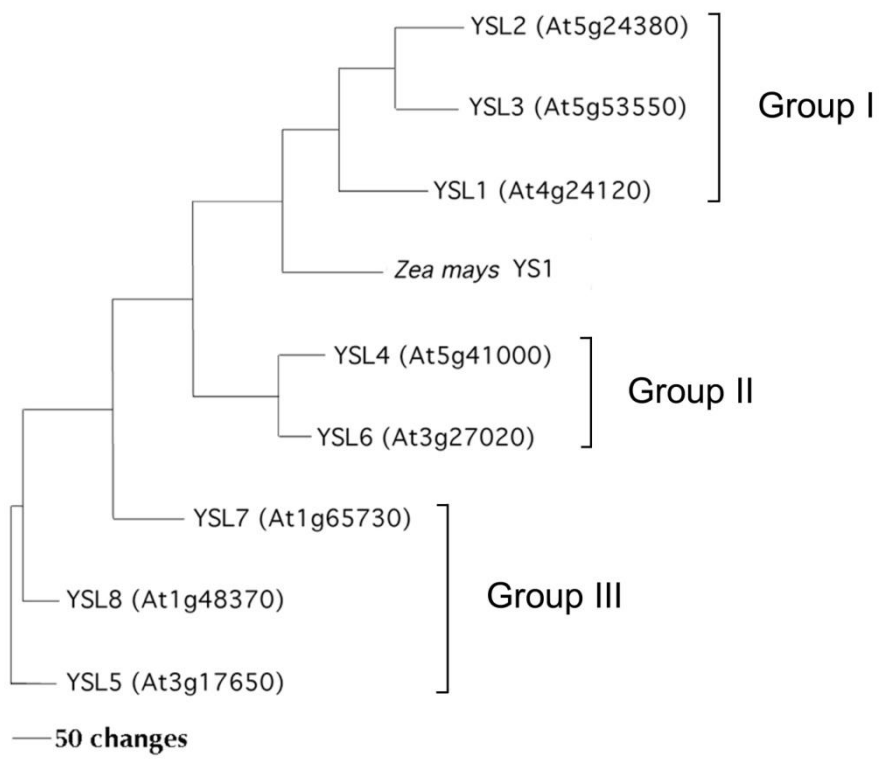 YSL2 (At5g24380)
YSL3 (At5g53550)
Group I
YSL1 (At4g24120)
Zea mays YS1
YSL4 (At5g41000)
Group II
YSL6 (At3g27020)
YSL7 (At1g65730)
YSL8 (At1g48370)
Group III
YSL5 (At3g17650)
50 changes